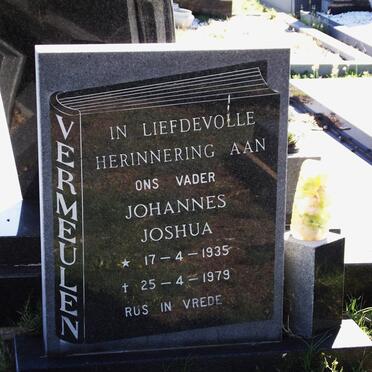 VERMEULEN
IN LIEFDEVOLLE
HERINNERING AAN
ONS VADER
JOHANNES
JOSHUA
★ 17-4-1935
† 25-4-1979
RUS IN VREDE